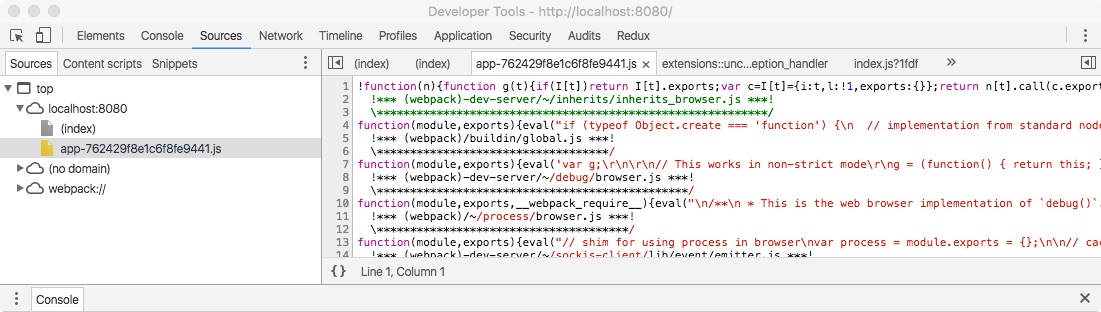 Developer Tools - http://localhost:8080/
Elements Console Sources Network Timeline Profiles Application Security Audits Redux
Sources Content scripts Snippets
top
localhost:8080
(index)
app-762429f8e1c6f8fe9441.js
(no domain)
webpack://
(index) (index) app-762429f8e1c6f8fe9441.js × extensions::unc...eption_handler index.js?1fdf »
1 !function(n){function g(t){if(I[t])return I[t].exports;var c=I[t]={i:t,l:!1,exports:{}};return n[t].call(c.export
2 !*** (webpack)-dev-server/~/inherits/inherits_browser.js ***!
3 \**********************************************************/
4 function(module,exports){eval("if (typeof Object.create === 'function') {\n // implementation from standard node
5 !*** (webpack)/buildin/global.js ***!
6 \***********************************/
7 function(module,exports){eval('var g;\r\n\r\n// This works in non-strict mode\r\ng = (function() { return this; }
8 !*** (webpack)-dev-server/~/debug/browser.js ***!
9 \***********************************************/
10 function(module,exports,__webpack_require__){eval("\n/**\n * This is the web browser implementation of `debug()`.
11 !*** (webpack)/~/process/browser.js ***!
12 \**************************************/
13 function(module,exports){eval("// shim for using process in browser\nvar process = module.exports = {};\n\n// cac
14 !*** (webpack)-dev-server/~/sockjs-client/lib/event/emitter.js ***!
{} Line 1, Column 1
Console ×